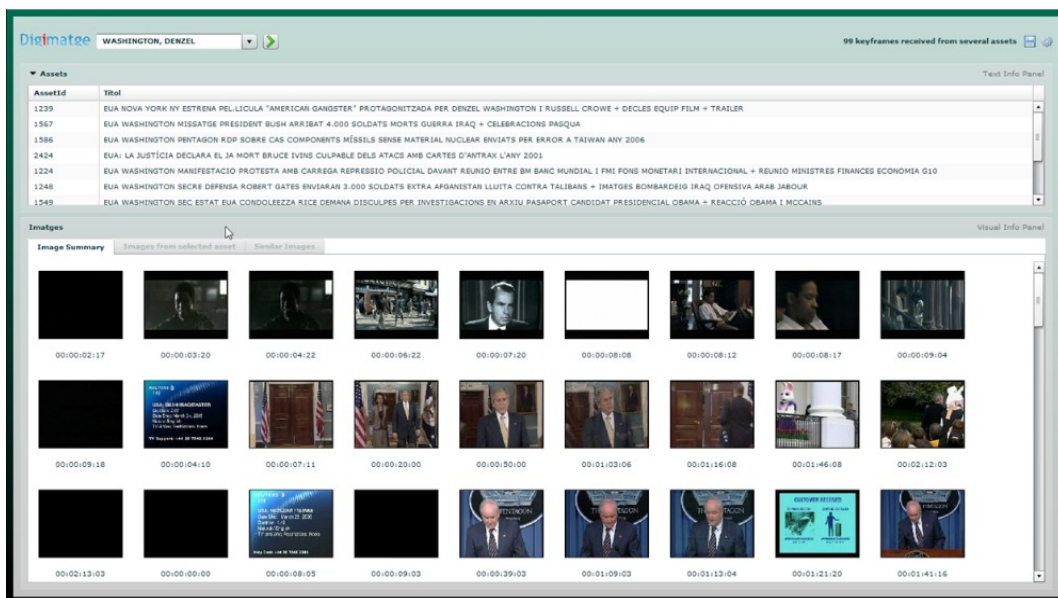 Digimatge WASHINGTON, DENZEL 99 keyframes received from several assets
Assets Text Info Panel
AssetId Títol
1239 EUA NOVA YORK NY ESTRENA PEL.LICULA "AMERICAN GANGSTER" PROTAGONITZADA PER DENZEL WASHINGTON I RUSSELL CROWE + DECLES EQUIP FILM + TRAILER
1567 EUA WASHINGTON MISSATGE PRESIDENT BUSH ARRIBAT 4.000 SOLDATS MORTS GUERRA IRAQ + CELEBRACIONS PASQUA
1586 EUA WASHINGTON PENTAGON RDP SOBRE CAS COMPONENTS MÍSSILS SENSE MATERIAL NUCLEAR ENVIATS PER ERROR A TAIWAN ANY 2006
2424 EUA: LA JUSTÍCIA DECLARA EL JA MORT BRUCE IVINS CULPABLE DELS ATACS AMB CARTES D'ANTRAX L'ANY 2001
1224 EUA WASHINGTON MANIFESTACIO PROTESTA AMB CARREGA REPRESSIO POLICIAL DAVANT REUNIO ENTRE BM BANC MUNDIAL I FMI FONS MONETARI INTERNACIONAL + REUNIO MINISTRES FINANCES ECONOMIA G10
1248 EUA WASHINGTON SECRE DEFENSA ROBERT GATES ENVIARAN 3.000 SOLDATS EXTRA AFGANISTAN LLUITA CONTRA TALIBANS + IMATGES BOMBARDEIG IRAQ OFENSIVA ARAB JABOUR
1549 EUA WASHINGTON SEC ESTAT EUA CONDOLEEZZA RICE DEMANA DISCULPES PER INVESTIGACIONS EN ARXIU PASAPORT CANDIDAT PRESIDENCIAL OBAMA + REACCIÓ OBAMA I MCCAINS
Imatges Visual Info Panel
Image Summary Images from selected asset Similar Images
00:00:02:17 00:00:03:20 00:00:04:22 00:00:06:22 00:00:07:20 00:00:08:08 00:00:08:12 00:00:08:17 00:00:09:04
REUTERS
00:00:09:18 00:00:04:10 00:00:07:11 00:00:20:00 00:00:50:00 00:01:03:06 00:01:16:08 00:01:46:08 00:02:12:03
REUTERS
PENTAGON
00:02:13:03 00:00:00:00 00:00:08:05 00:00:09:03 00:00:39:03 00:01:09:03 00:01:13:04 00:01:21:20 00:01:41:16